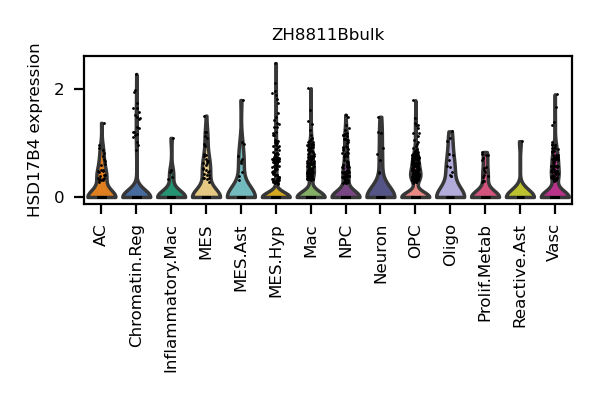 ZH8811Bbulk
HSD17B4 expression
2
0
AC
Chromatin.Reg
Inflammatory.Mac
MES
MES.Ast
MES.Hyp
Mac
NPC
Neuron
OPC
Oligo
Prolif.Metab
Reactive.Ast
Vasc